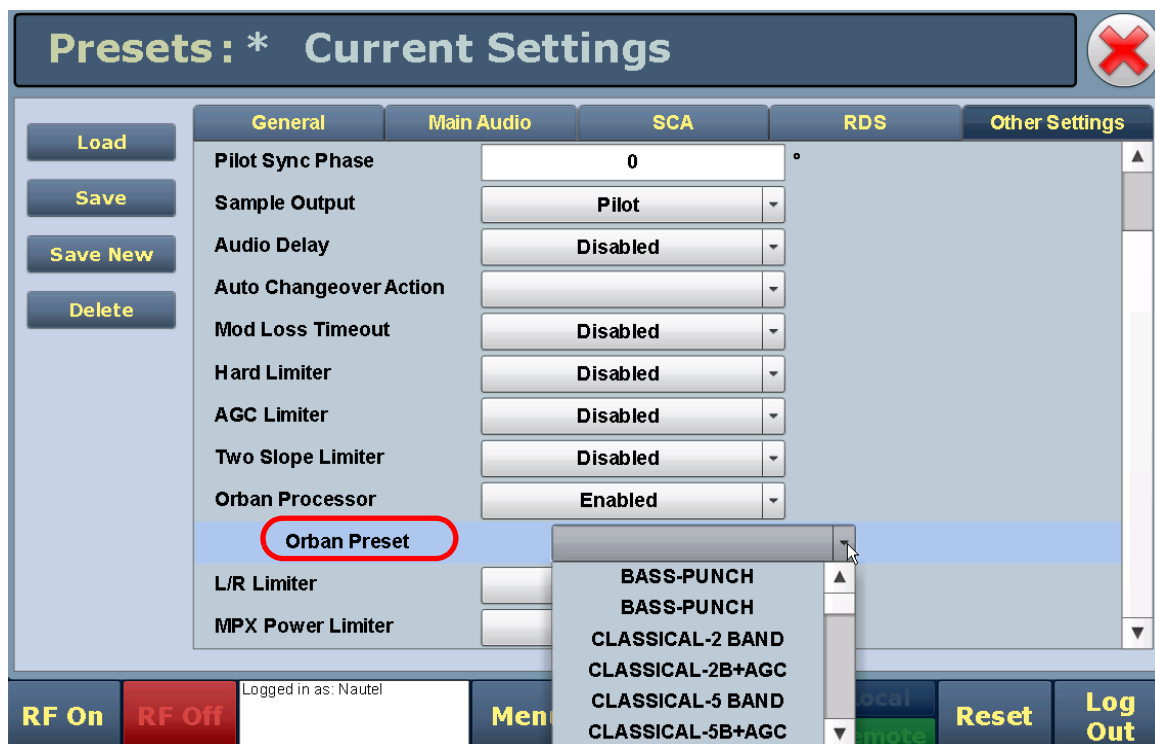 Presets: * Current Settings
Load
Save
Save New
Delete
General Main Audio SCA RDS Other Settings
Pilot Sync Phase 0 °
Sample Output Pilot
Audio Delay Disabled
Auto Changeover Action
Mod Loss Timeout Disabled
Hard Limiter Disabled
AGC Limiter Disabled
Two Slope Limiter Disabled
Orban Processor Enabled
Orban Preset
L/R Limiter
MPX Power Limiter
BASS-PUNCH
BASS-PUNCH
CLASSICAL-2 BAND
CLASSICAL-2B+AGC
CLASSICAL-5 BAND
CLASSICAL-5B+AGC
RF On
RF Off
Logged in as: Nautel
Reset
Log
Out